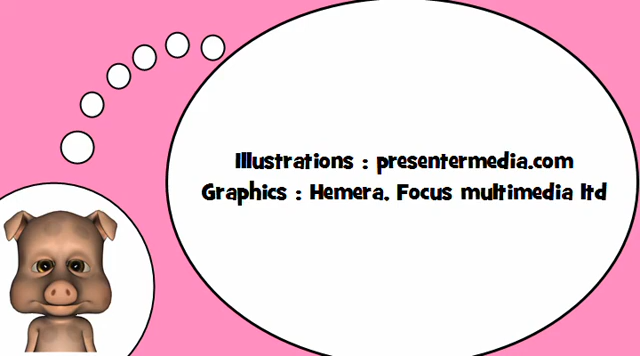 Illustrations : presentermedia.com
Graphics : Hemera. Focus multimedia ltd